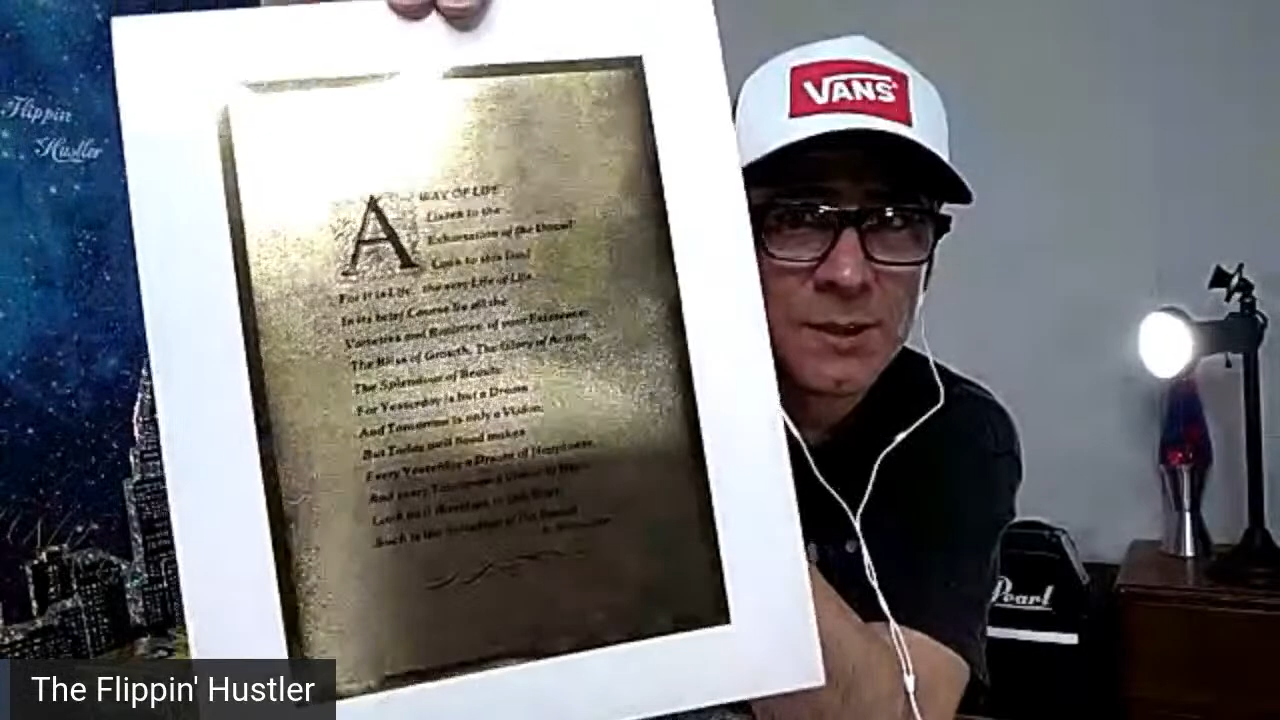 Flippin
Hustler
VANS
A WAY OF LIFE
Listen to the
Exhortation of the Dawn!
Look to this Day!
For it is Life, the very Life of Life.
In its brief Course lie all the
Varieties and Realities of your Existence:
The Bliss of Growth, The Glory of Action,
The Splendour of Beauty
For Yesterday is but a Dream
And Tomorrow is only a Vision;
But Today well lived makes
Every Yesterday a Dream of Happiness,
And every Tomorrow a Vision of Hope.
Look well therefore to this Day!
Such is the Salutation of the Dawn!
Pearl
The Flippin' Hustler